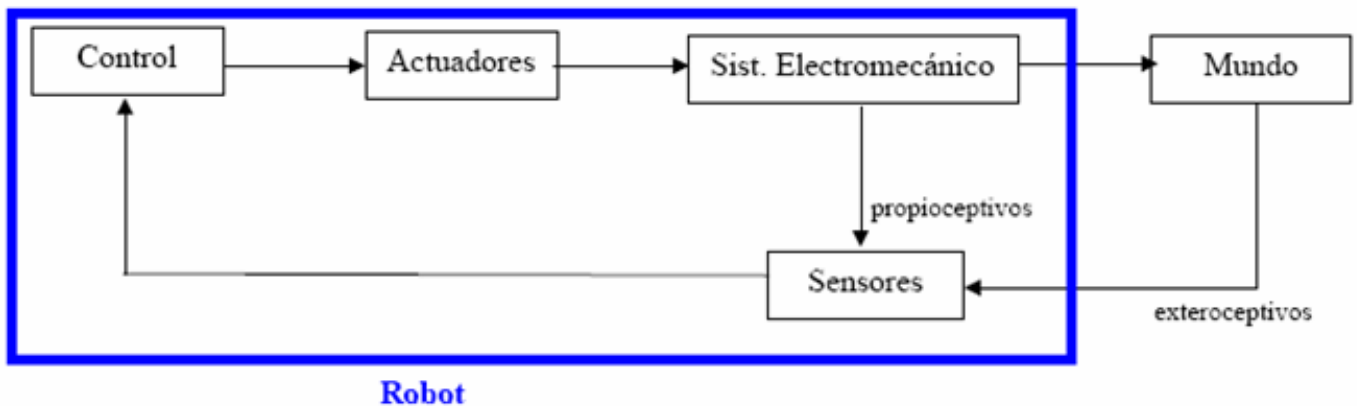 Control
Actuadores
Sist. Electromecánico
Mundo
propioceptivos
Sensores
exteroceptivos
Robot